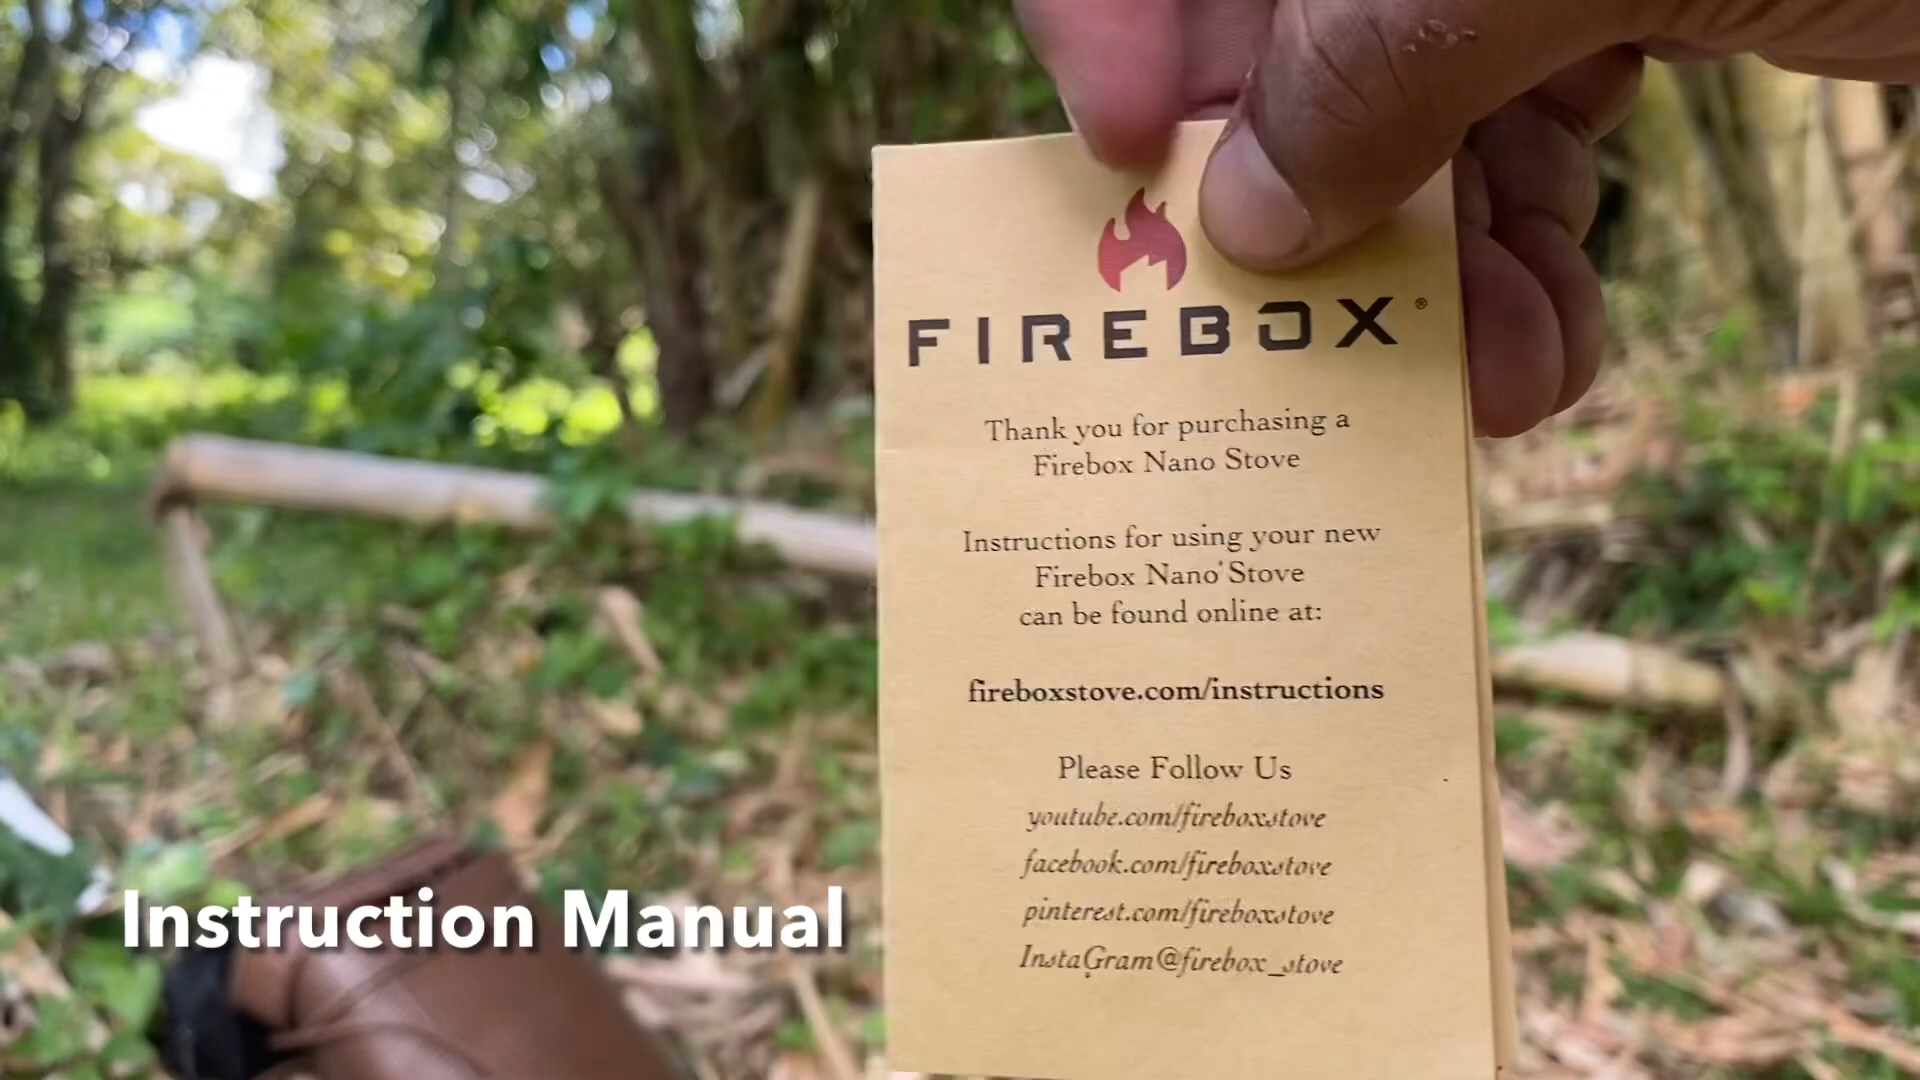 FIREBOX®
Thank you for purchasing a
Firebox Nano Stove
Instructions for using your new
Firebox Nano Stove
can be found online at:
fireboxstove.com/instructions
Please Follow Us
youtube.com/fireboxstove
facebook.com/fireboxstove
pinterest.com/fireboxstove
InstaGram@firebox_stove
Instruction Manual